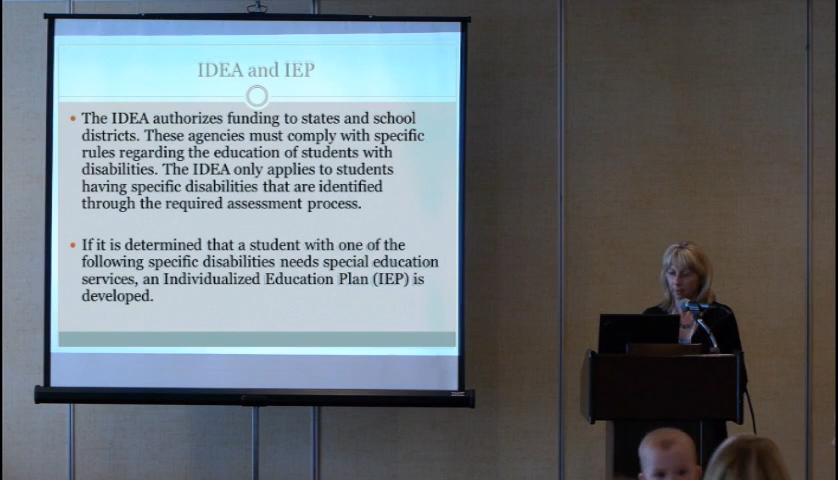 IDEA and IEP
• The IDEA authorizes funding to states and school
districts. These agencies must comply with specific
rules regarding the education of students with
disabilities. The IDEA only applies to students
having specific disabilities that are identified
through the required assessment process.
• If it is determined that a student with one of the
following specific disabilities needs special education
services, an Individualized Education Plan (IEP) is
developed.